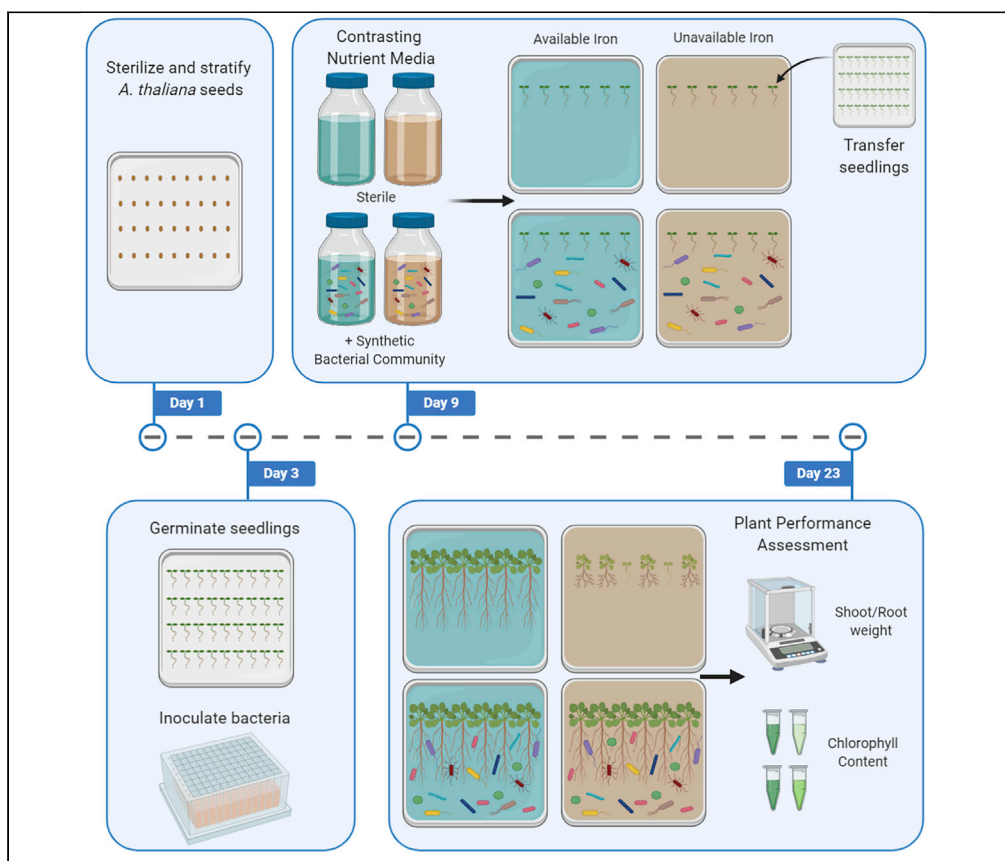 Sterilize and stratify
A. thaliana seeds
Contrasting
Nutrient Media
Sterile
+ Synthetic
Bacterial Community
Available Iron
Unavailable Iron
Transfer
seedlings
Day 1
Day 9
Day 3
Day 23
Germinate seedlings
Inoculate bacteria
Plant Performance
Assessment
Shoot/Root
weight
Chlorophyll
Content